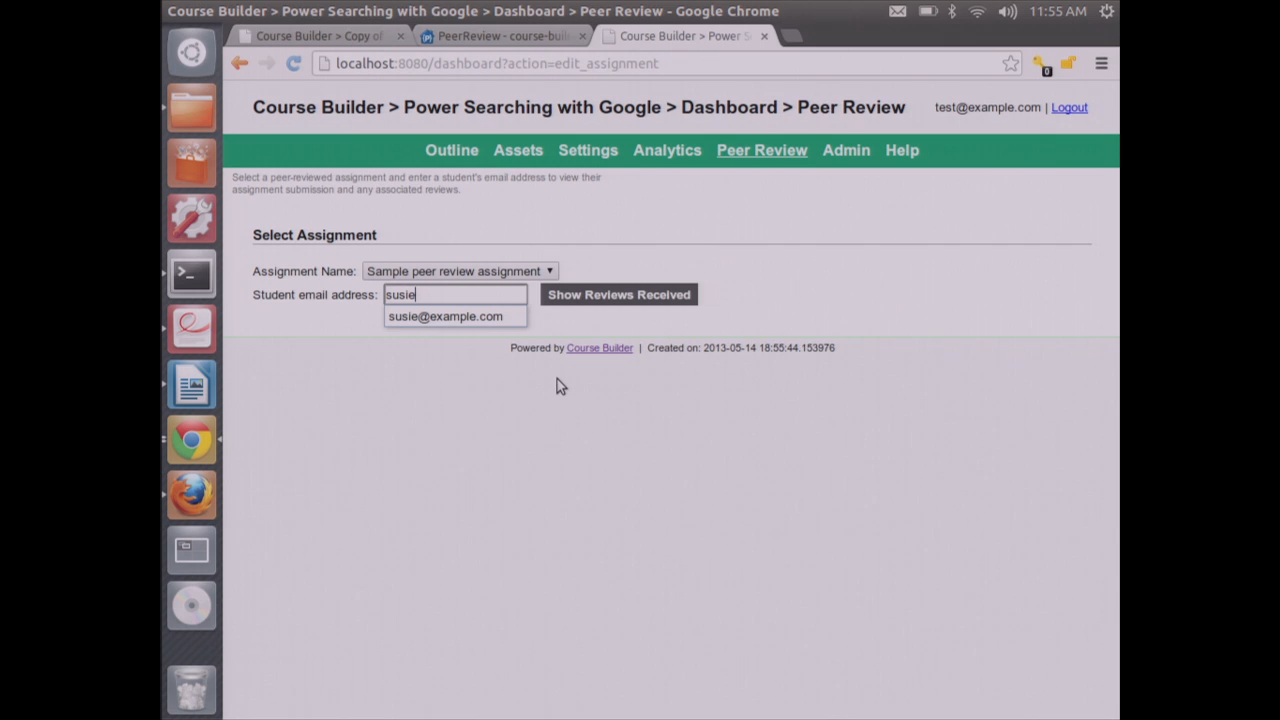 Course Builder > Power Searching with Google > Dashboard > Peer Review - Google Chrome
11:55 AM
Course Builder > Copy of
PeerReview - course-buil
Course Builder > Power S
localhost:8080/dashboard?action=edit_assignment
0
Course Builder > Power Searching with Google > Dashboard > Peer Review
test@example.com | Logout
Outline Assets Settings Analytics Peer Review Admin Help
Select a peer-reviewed assignment and enter a student's email address to view their
assignment submission and any associated reviews.
Select Assignment
Assignment Name: Sample peer review assignment
Student email address: susie Show Reviews Received
susie@example.com
Powered by Course Builder | Created on: 2013-05-14 18:55:44.153976